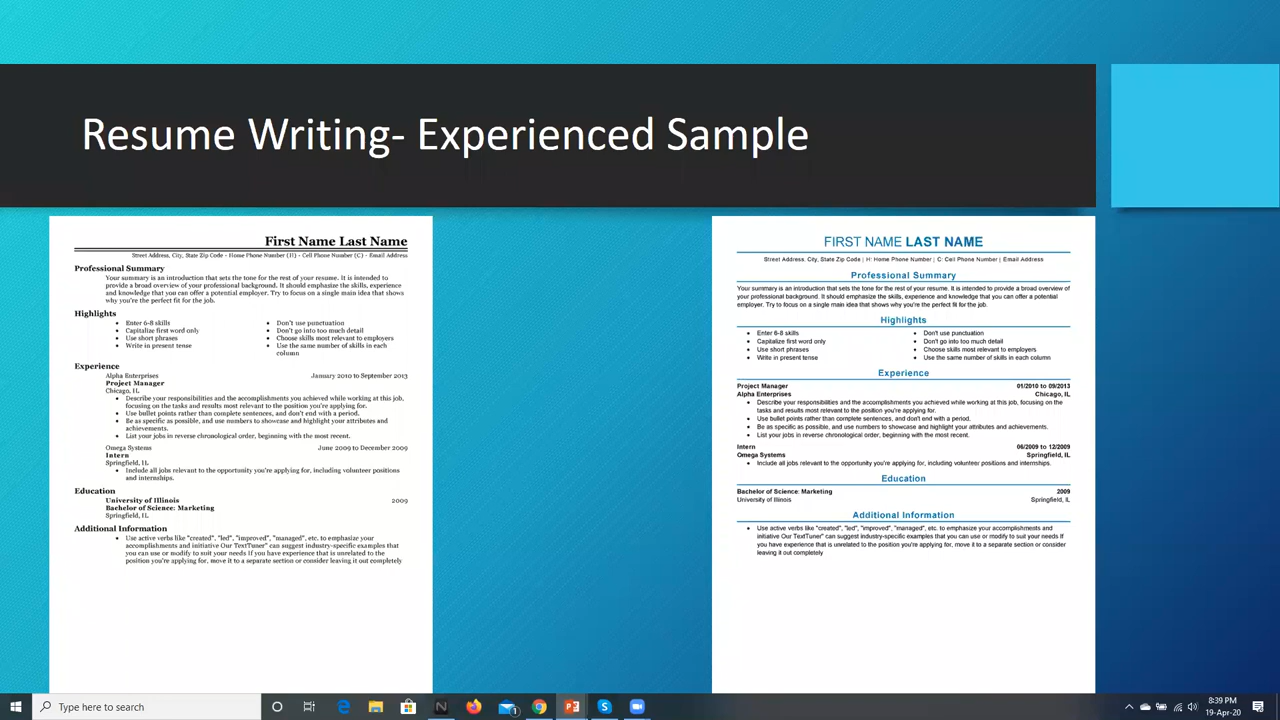 Resume Writing- Experienced Sample
First Name Last Name
Street Address, City, State Zip Code - Home Phone Number (H) - Cell Phone Number (C) - Email Address
Professional Summary
Your summary is an introduction that sets the tone for the rest of your resume. It is intended to
provide a broad overview of your professional background. It should emphasize the skills, experience
and knowledge that you can offer a potential employer. Try to focus on a single main idea that shows
why you're the perfect fit for the job.
Highlights
• Enter 6-8 skills
• Capitalize first word only
• Use short phrases
• Write in present tense
• Don't use punctuation
• Don't go into too much detail
• Choose skills most relevant to employers
• Use the same number of skills in each
column
Experience
Alpha Enterprises January 2010 to September 2013
Project Manager
Chicago, IL
• Describe your responsibilities and the accomplishments you achieved while working at this job,
focusing on the tasks and results most relevant to the position you're applying for.
• Use bullet points rather than complete sentences, and don't end with a period.
• Be as specific as possible, and use numbers to showcase and highlight your attributes and
achievements.
• List your jobs in reverse chronological order, beginning with the most recent.
Omega Systems June 2009 to December 2009
Intern
Springfield, IL
• Include all jobs relevant to the opportunity you're applying for, including volunteer positions
and internships.
Education
University of Illinois 2009
Bachelor of Science: Marketing
Springfield, IL
Additional Information
• Use active verbs like "created", "led", "improved", "managed", etc. to emphasize your
accomplishments and initiative Our TextTuner" can suggest industry-specific examples that
you can use or modify to suit your needs If you have experience that is unrelated to the
position you're applying for, move it to a separate section or consider leaving it out completely
FIRST NAME LAST NAME
Street Address, City, State Zip Code | H: Home Phone Number | C: Cell Phone Number | Email Address
Professional Summary
Your summary is an introduction that sets the tone for the rest of your resume. It is intended to provide a broad overview of
your professional background. It should emphasize the skills, experience and knowledge that you can offer a potential
employer. Try to focus on a single main idea that shows why you're the perfect fit for the job.
Highlights
• Enter 6-8 skills
• Capitalize first word only
• Use short phrases
• Write in present tense
• Don't use punctuation
• Don't go into too much detail
• Choose skills most relevant to employers
• Use the same number of skills in each column
Experience
Project Manager 01/2010 to 09/2013
Alpha Enterprises Chicago, IL
• Describe your responsibilities and the accomplishments you achieved while working at this job, focusing on the
tasks and results most relevant to the position you're applying for.
• Use bullet points rather than complete sentences, and don't end with a period.
• Be as specific as possible, and use numbers to showcase and highlight your attributes and achievements.
• List your jobs in reverse chronological order, beginning with the most recent.
Intern 06/2009 to 12/2009
Omega Systems Springfield, IL
• Include all jobs relevant to the opportunity you're applying for, including volunteer positions and internships.
Education
Bachelor of Science: Marketing 2009
University of Illinois Springfield, IL
Additional Information
• Use active verbs like "created", "led", "improved", "managed", etc. to emphasize your accomplishments and
initiative Our TextTuner" can suggest industry-specific examples that you can use or modify to suit your needs If
you have experience that is unrelated to the position you're applying for, move it to a separate section or consider
leaving it out completely
Type here to search
1
8:39 PM
19-Apr-20